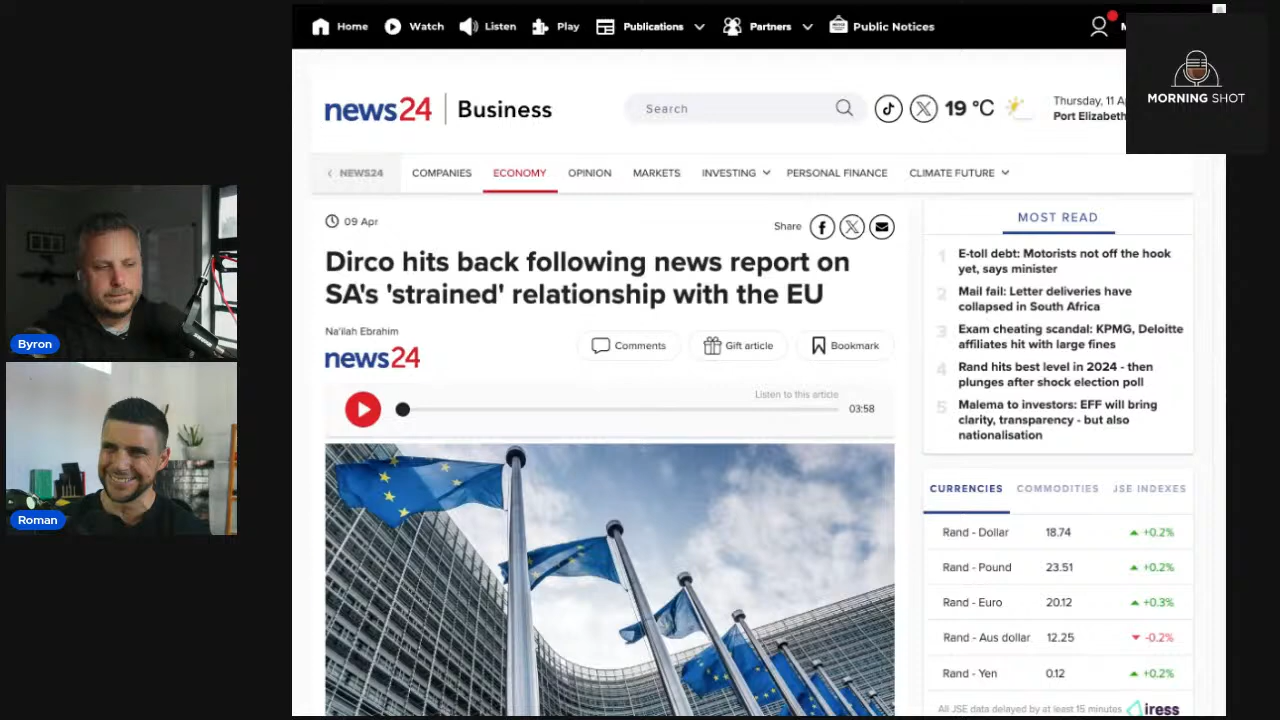 Home
Watch
Listen
Play
Publications
Partners
Public Notices
MORNING SHOT
news24 | Business
Search
19 °C
Thursday, 11
Port Elizabeth
NEWS24
COMPANIES
ECONOMY
OPINION
MARKETS
INVESTING
PERSONAL FINANCE
CLIMATE FUTURE
09 Apr
Share
Dirco hits back following news report on
SA's 'strained' relationship with the EU
Na'ilah Ebrahim
news24
Comments
Gift article
Bookmark
Listen to this article
03:58
MOST READ
1 E-toll debt: Motorists not off the hook
yet, says minister
2 Mail fail: Letter deliveries have
collapsed in South Africa
3 Exam cheating scandal: KPMG, Deloitte
affiliates hit with large fines
4 Rand hits best level in 2024 - then
plunges after shock election poll
5 Malema to investors: EFF will bring
clarity, transparency - but also
nationalisation
CURRENCIES
COMMODITIES
JSE INDEXES
Rand - Dollar 18.74 +0.2%
Rand - Pound 23.51 +0.2%
Rand - Euro 20.12 +0.3%
Rand - Aus dollar 12.25 -0.2%
Rand - Yen 0.12 +0.2%
All JSE data delayed by at least 15 minutes iress
Byron
Roman